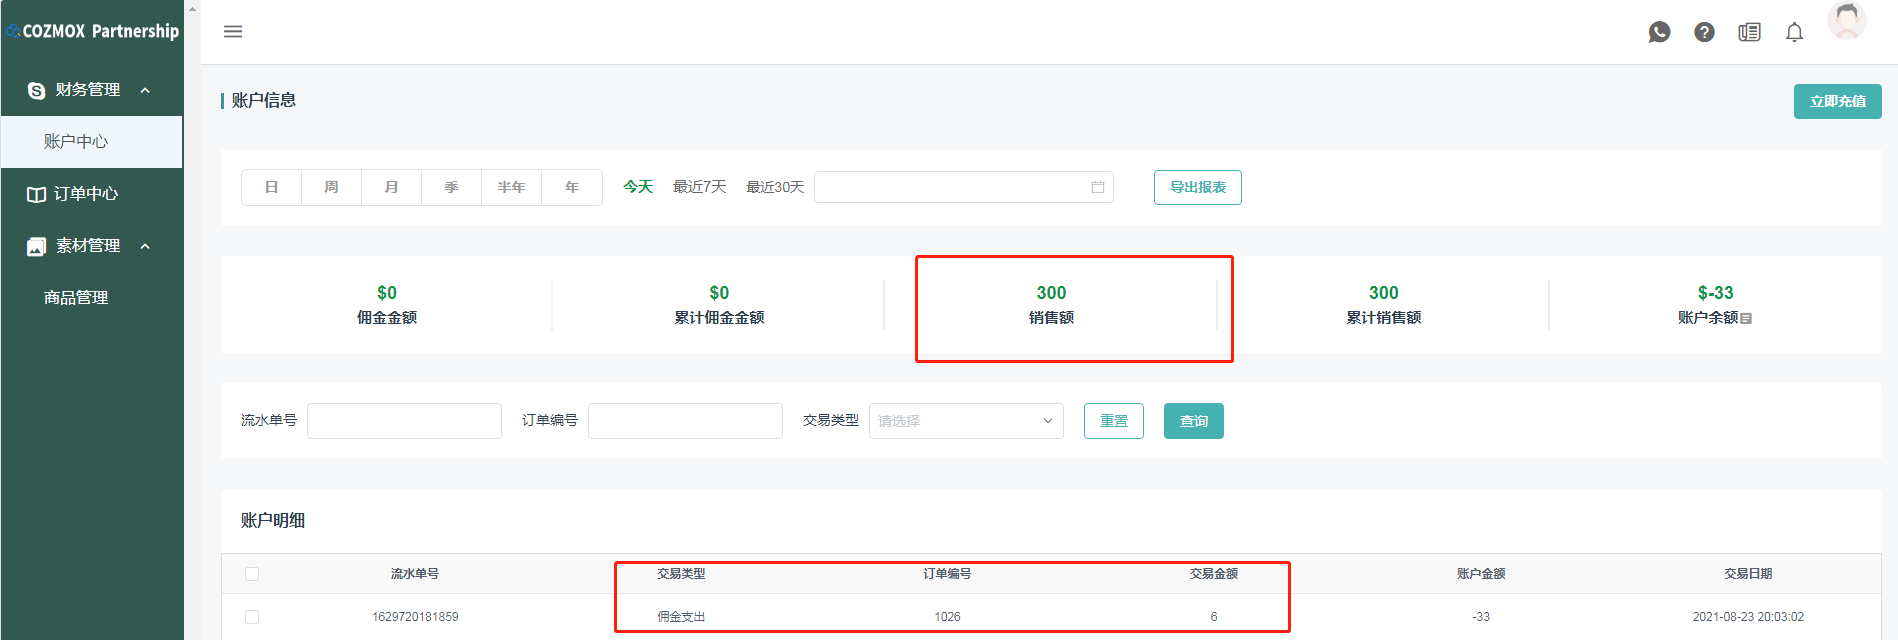 COZMOX Partnership
财务管理
账户中心
订单中心
素材管理
商品管理
账户信息
立即充值
日 周 月 季 半年 年 今天 最近7天 最近30天 导出报表
$0 $0 300 300 $-33
佣金金额 累计佣金金额 销售额 累计销售额 账户余额
流水单号 订单编号 交易类型 请选择 重置 查询
账户明细
流水单号 交易类型 订单编号 交易金额 账户金额 交易日期
1629720181859 佣金支出 1026 6 -33 2021-08-23 20:03:02